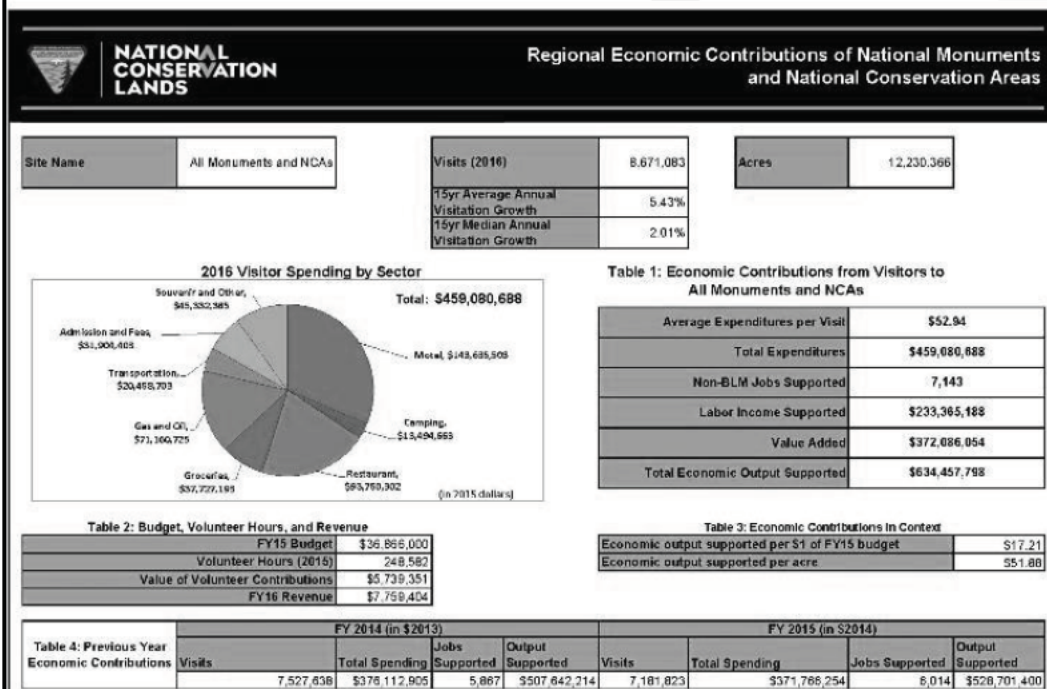 NATIONAL
CONSERVATION
LANDS
Regional Economic Contributions of National Monuments
and National Conservation Areas
Site Name All Monuments and NCAs
Visits (2016) 8,671,083
15yr Average Annual
Visitation Growth 5.43%
15yr Median Annual
Visitation Growth 2.01%
Acres 12,230,366
2016 Visitor Spending by Sector
Total: $459,080,688
Souvenir and Other,
Admission and Fees,
Transportation,
$20,458,703
Gas and Oil,
$71,160,725
Groceries,
Restaurant,
Camping,
Motel,
(in 2015 dollars)
Table 1: Economic Contributions from Visitors to
All Monuments and NCAs
Average Expenditures per Visit $52.94
Total Expenditures $459,080,688
Non-BLM Jobs Supported 7,143
Labor Income Supported $233,365,188
Value Added $372,086,054
Total Economic Output Supported $634,457,798
Table 2: Budget, Volunteer Hours, and Revenue
FY15 Budget $36,866,000
Volunteer Hours (2015) 248,582
Value of Volunteer Contributions $5,739,351
FY16 Revenue $7,759,404
Table 3: Economic Contributions in Context
Economic output supported per $1 of FY15 budget $17.21
Economic output supported per acre $51.88
Table 4: Previous Year
Economic Contributions
FY 2014 (in $2013) FY 2015 (in $2014)
Visits Total Spending Jobs Supported Output Supported Visits Total Spending Jobs Supported Output Supported
7,527,638 $376,112,905 5,867 $507,642,214 7,181,823 $371,766,254 6,014 $528,701,400